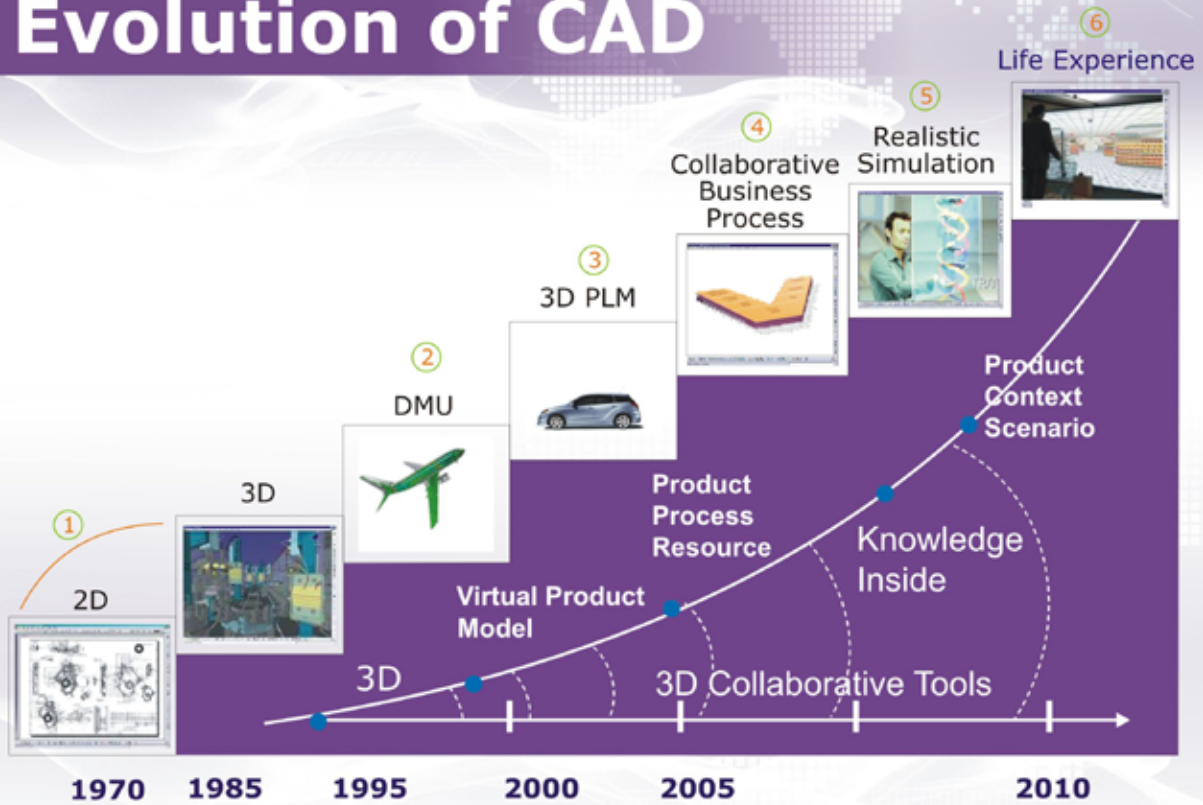 Evolution of CAD
6
Life Experience
5
Realistic
Simulation
4
Collaborative
Business
Process
3
3D PLM
2
DMU
3D
1
2D
Product
Context
Scenario
Product
Process
Resource
Knowledge
Inside
Virtual Product
Model
3D
3D Collaborative Tools
1970 1985 1995 2000 2005 2010